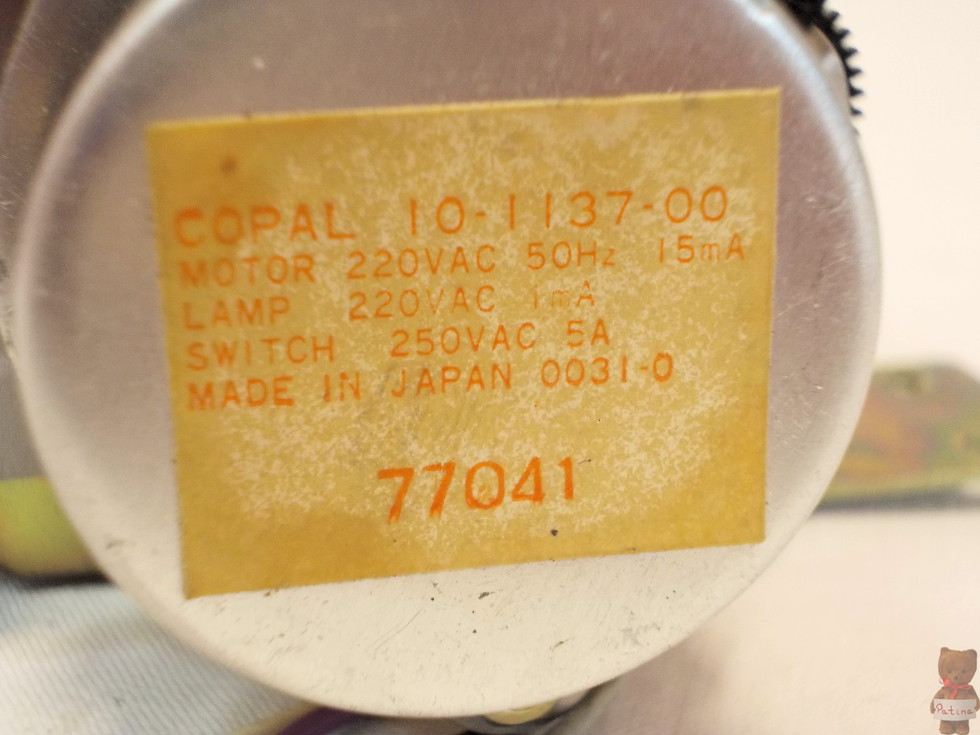 COPAL 10-1137-00
MOTOR 220VAC 50Hz 15mA
LAMP 220VAC 1mA
SWITCH 250VAC 5A
MADE IN JAPAN 0031-0
77041
Patina